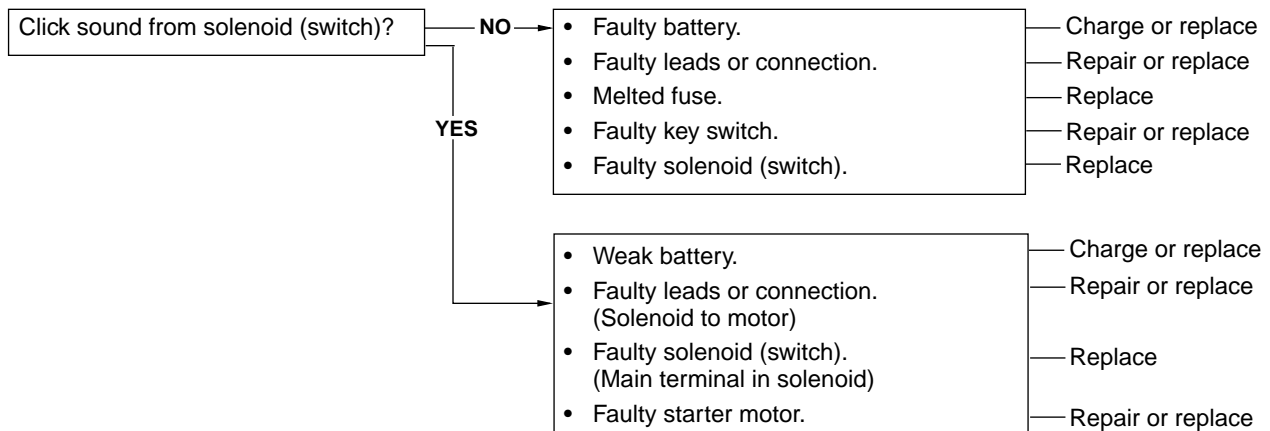 Click sound from solenoid (switch)?
NO
• Faulty battery.
Charge or replace
• Faulty leads or connection.
Repair or replace
• Melted fuse.
Replace
• Faulty key switch.
Repair or replace
• Faulty solenoid (switch).
Replace
YES
• Weak battery.
Charge or replace
• Faulty leads or connection.
(Solenoid to motor)
Repair or replace
• Faulty solenoid (switch).
(Main terminal in solenoid)
Replace
• Faulty starter motor.
Repair or replace